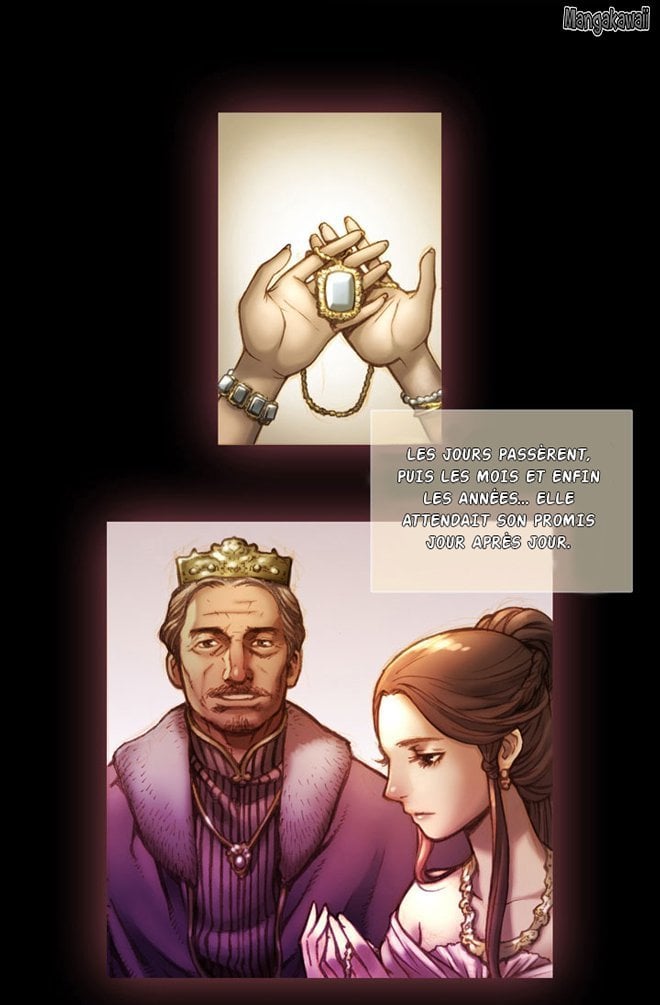 Mangakawaii
LES JOURS PASSÈRENT,
PUIS LES MOIS ET ENFIN
LES ANNÉES... ELLE
ATTENDAIT SON PROMIS
JOUR APRÈS JOUR.